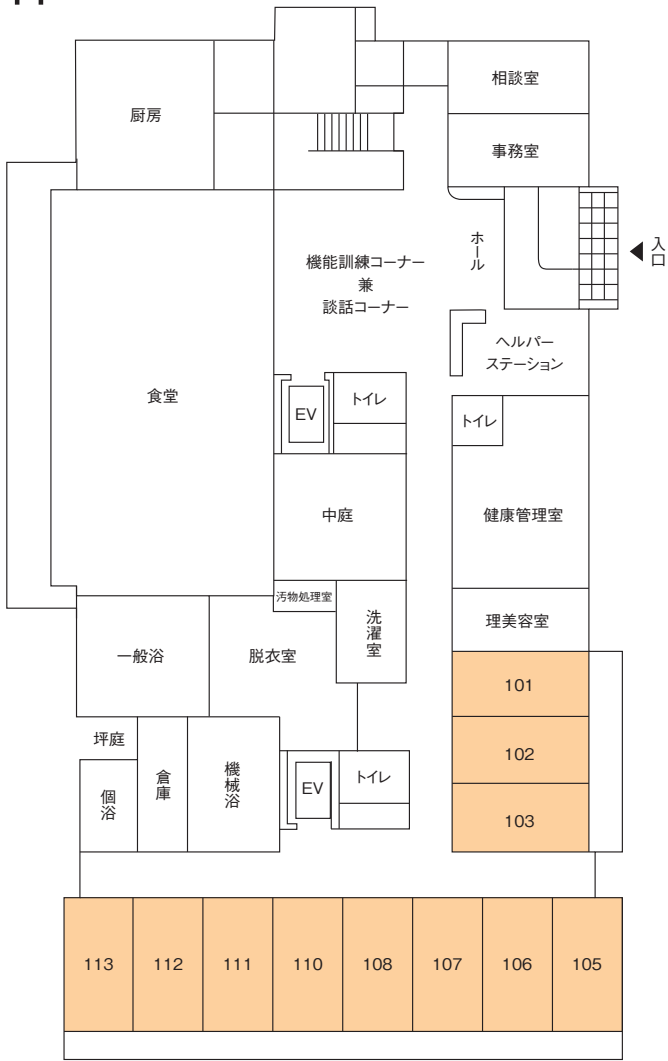 相談室
厨房
事務室
ホール
入口
機能訓練コーナー
兼
談話コーナー
ヘルパー
ステーション
食堂
EV
トイレ
トイレ
中庭
健康管理室
汚物処理室
洗濯室
理美容室
一般浴
脱衣室
101
坪庭
倉庫
機械浴
EV
トイレ
102
個浴
103
113
112
111
110
108
107
106
105